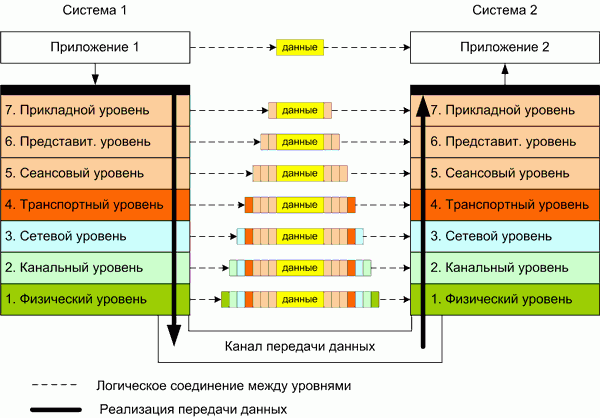 Система 1
Система 2
Приложение 1
данные
Приложение 2
7. Прикладной уровень
данные
7. Прикладной уровень
6. Представит. уровень
данные
6. Представит. уровень
5. Сеансовый уровень
данные
5. Сеансовый уровень
4. Транспортный уровень
данные
4. Транспортный уровень
3. Сетевой уровень
данные
3. Сетевой уровень
2. Канальный уровень
данные
2. Канальный уровень
1. Физический уровень
данные
1. Физический уровень
Канал передачи данных
Логическое соединение между уровнями
Реализация передачи данных